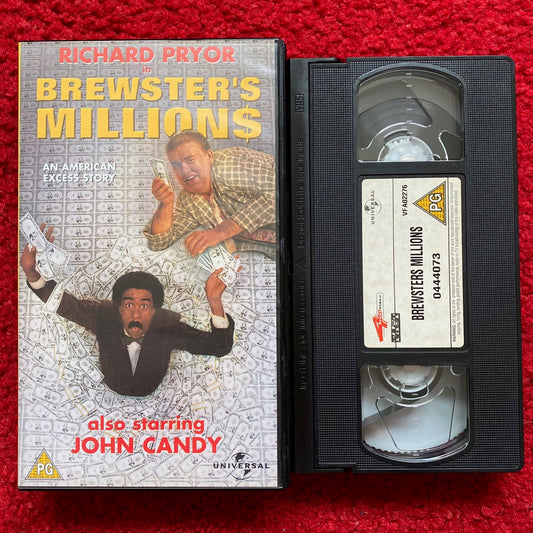 RICHARD PRYOR
in
BREWSTER'S
MILLION$
AN AMERICAN
EXCESS STORY
also starring
JOHN CANDY
PG
UNIVERSAL
VHS
UNIVERSAL
VFA02276
PG
BREWSTERS MILLIONS
0444073